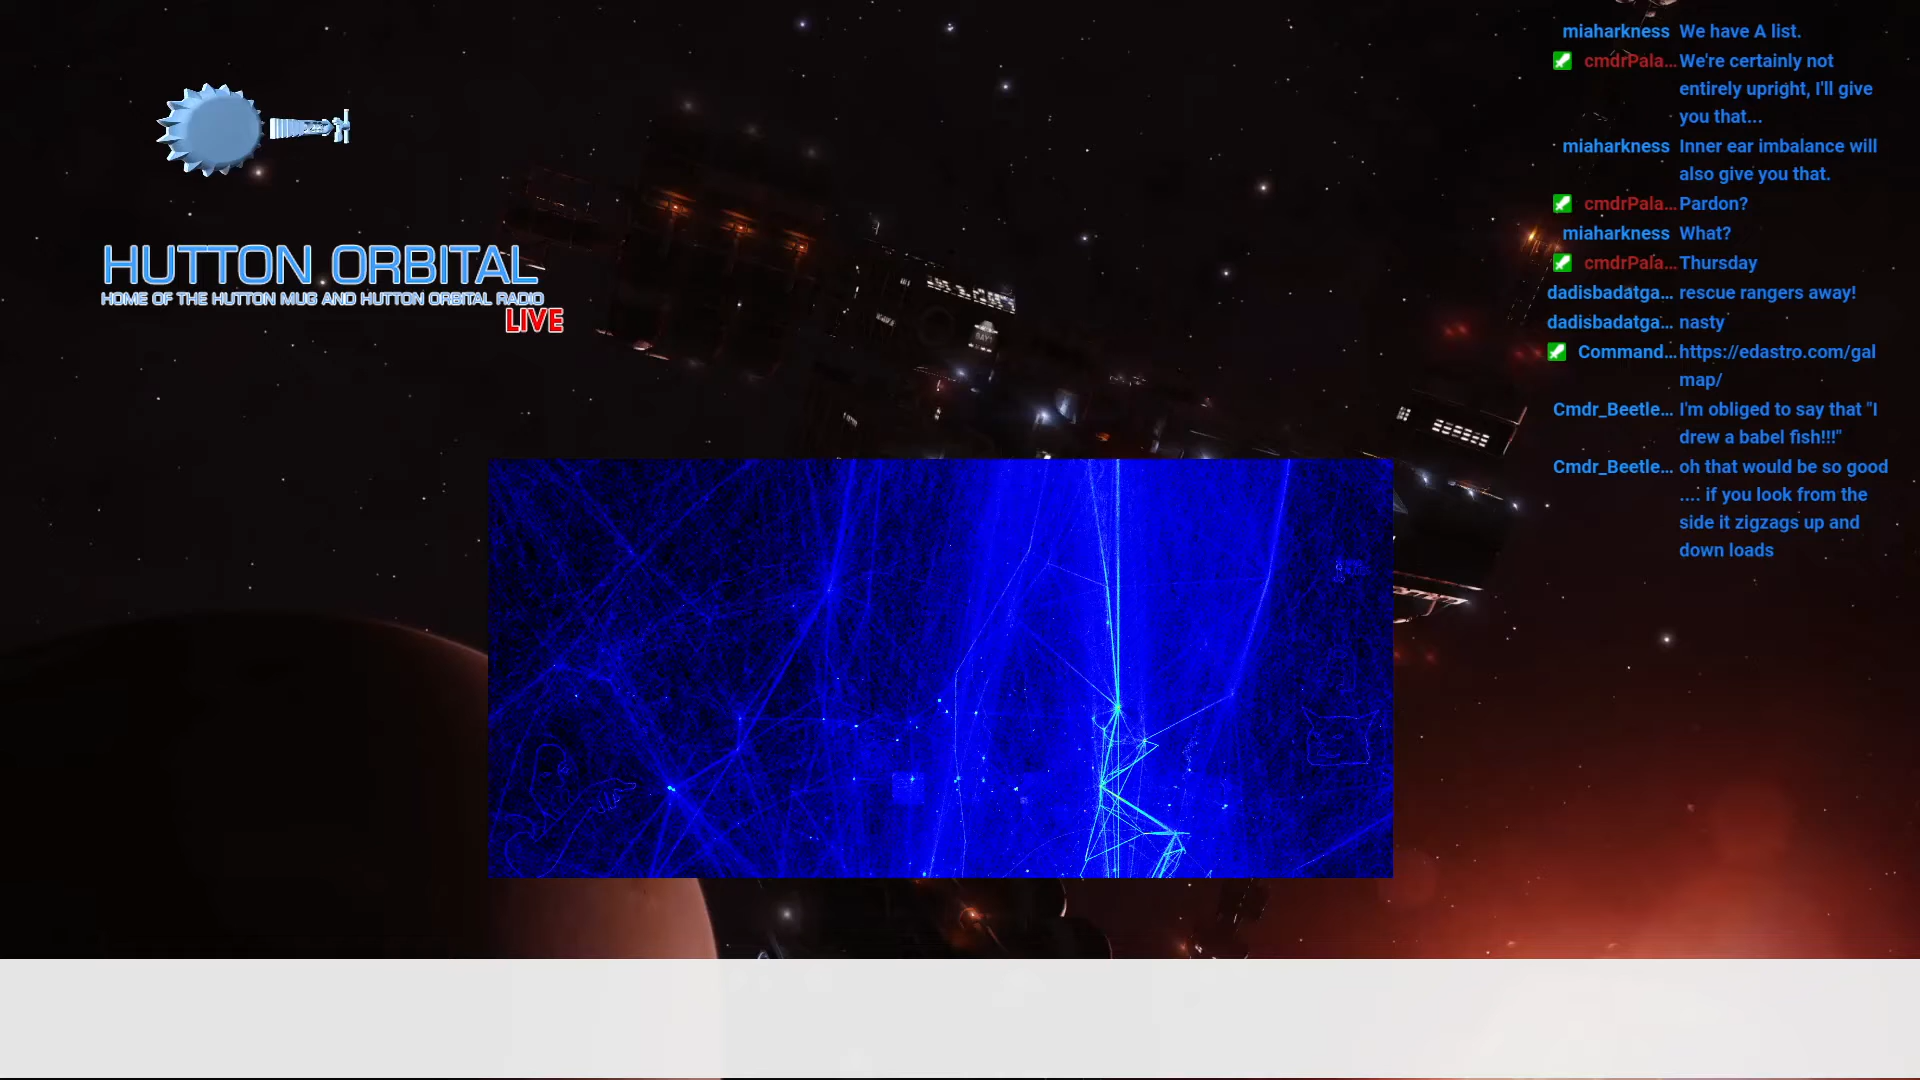 HUTTON ORBITAL
HOME OF THE HUTTON MUG AND HUTTON ORBITAL RADIO
LIVE
miaharkness We have A list.
cmdrPala... We're certainly not
entirely upright, I'll give
you that...
miaharkness Inner ear imbalance will
also give you that.
cmdrPala... Pardon?
miaharkness What?
cmdrPala... Thursday
dadisbadatga... rescue rangers away!
dadisbadatga... nasty
Command... https://edastro.com/gal
map/
Cmdr_Beetle... I'm obliged to say that "I
drew a babel fish!!!"
Cmdr_Beetle... oh that would be so good
.... if you look from the
side it zigzags up and
down loads